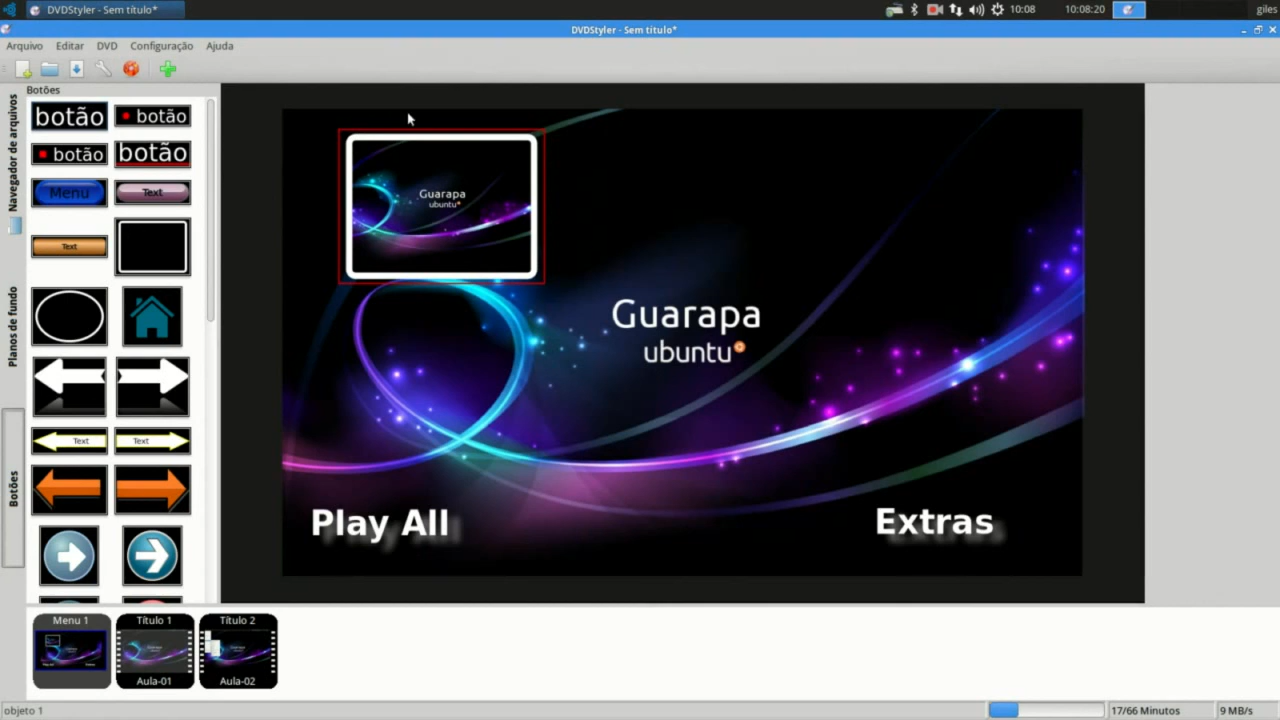 DVDStyler - Sem título*
10:08
10:08:20
giles
DVDStyler - Sem título*
Arquivo Editar DVD Configuração Ajuda
Navegador de arquivos
Planos de fundo
Botões
Botões
botão
botão
botão
botão
Menu
Text
Text
Text
Text
Guarapa
ubuntu
Guarapa
ubuntu
Play All
Extras
Menu 1
Título 1
Aula-01
Título 2
Aula-02
objeto 1
17/66 Minutos
9 MB/s